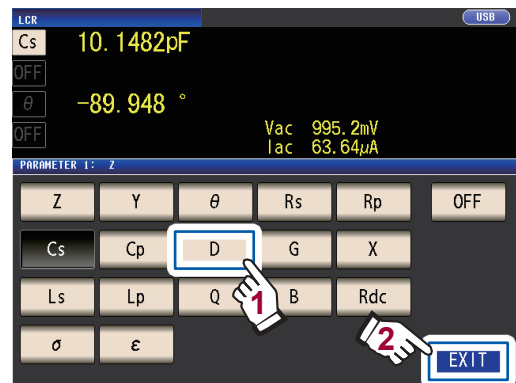 LCR USB
Cs 10.1482pF
OFF
θ -89.948 °
OFF Vac 995.2mV
Iac 63.64μA
PARAMETER 1: Z
Z Y θ Rs Rp OFF
Cs Cp D G X
Ls Lp Q B Rdc
1
2
σ ε EXIT